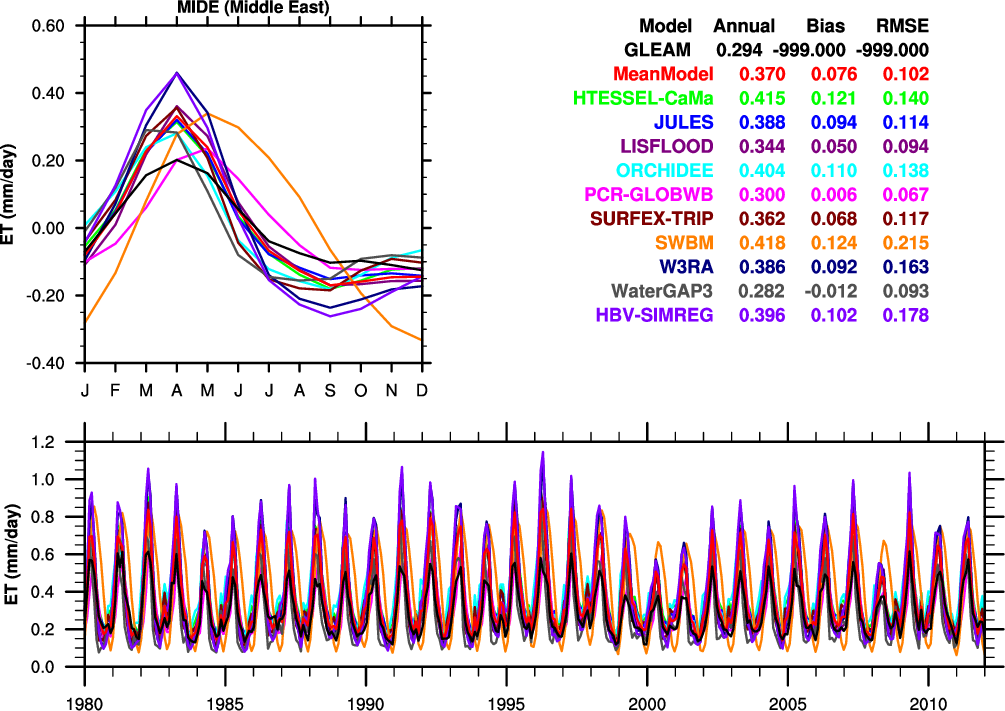 MIDE (Middle East)
0.60
0.40
0.20
0.00
-0.20
-0.40
ET (mm/day)
J F M A M J J A S O N D
Model Annual Bias RMSE
GLEAM 0.294 -999.000 -999.000
MeanModel 0.370 0.076 0.102
HTESSEL-CaMa 0.415 0.121 0.140
JULES 0.388 0.094 0.114
LISFLOOD 0.344 0.050 0.094
ORCHIDEE 0.404 0.110 0.138
PCR-GLOBWB 0.300 0.006 0.067
SURFEX-TRIP 0.362 0.068 0.117
SWBM 0.418 0.124 0.215
W3RA 0.386 0.092 0.163
WaterGAP3 0.282 -0.012 0.093
HBV-SIMREG 0.396 0.102 0.178
1.2
1.0
0.8
0.6
0.4
0.2
0.0
ET (mm/day)
1980 1985 1990 1995 2000 2005 2010